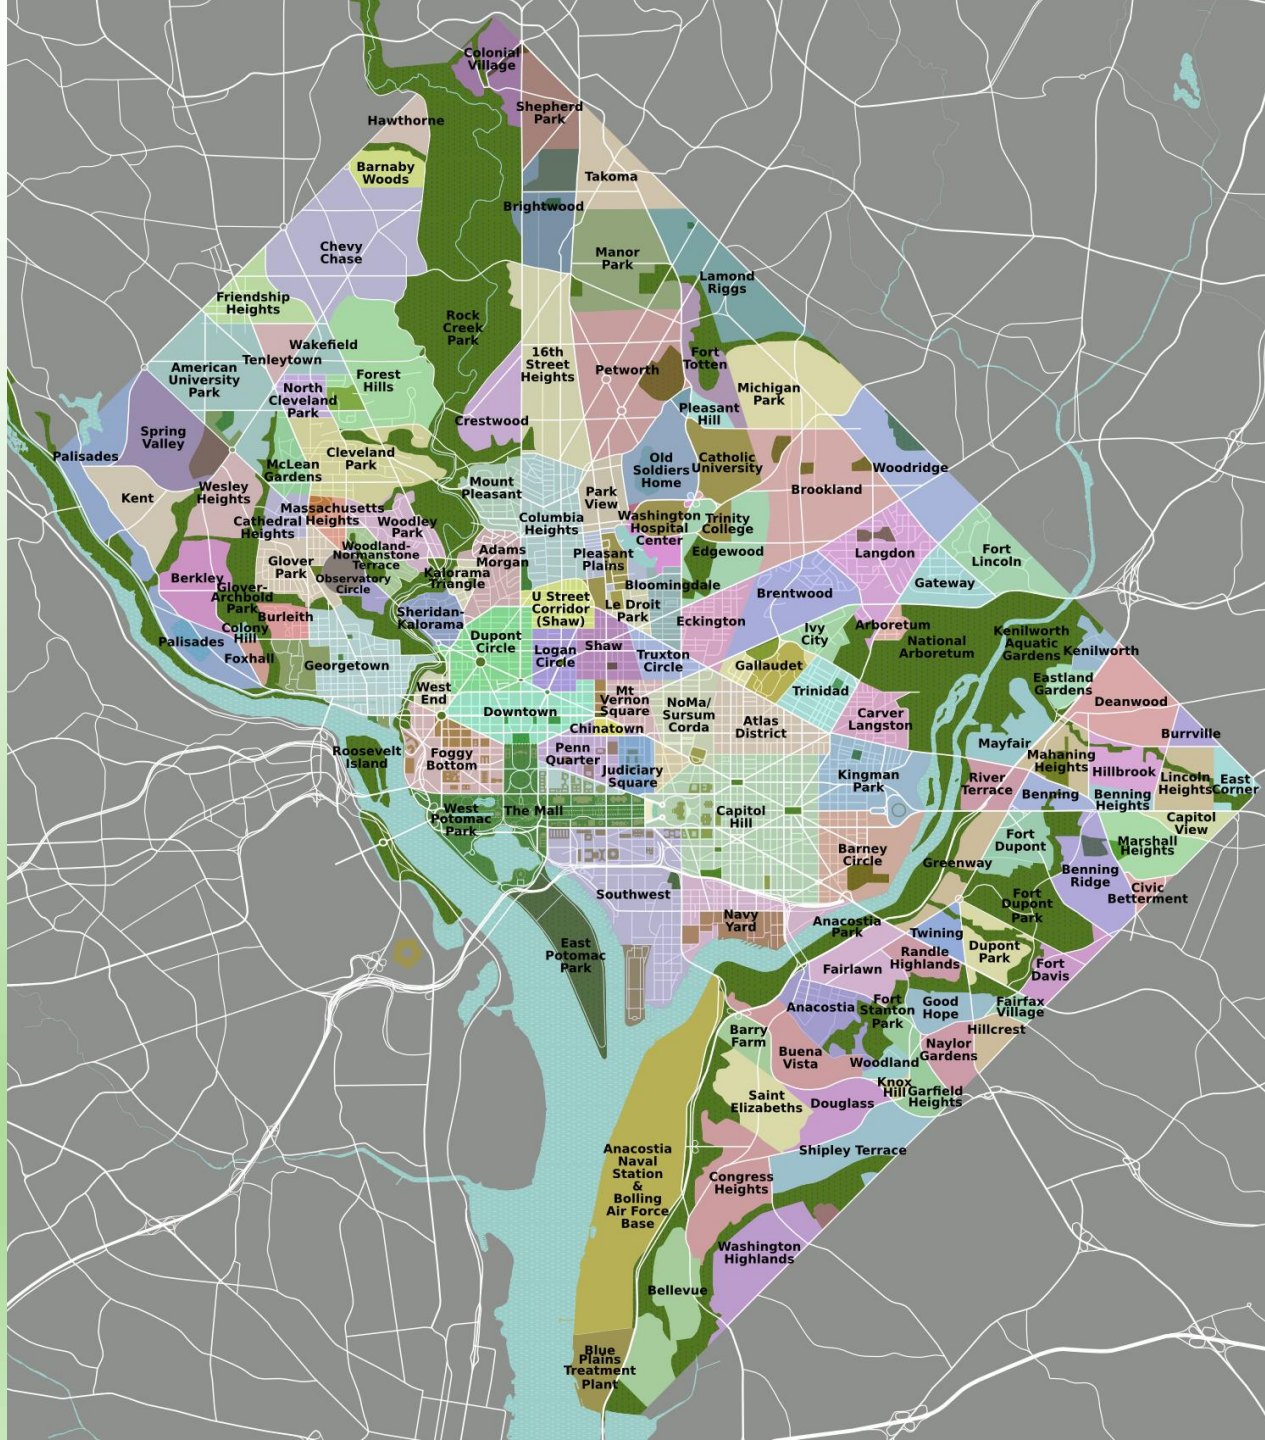 Colonial
Village
Shepherd
Park
Hawthorne
Barnaby
Woods
Takoma
Brightwood
Chevy
Chase
Manor
Park
Lamond
Riggs
Friendship
Heights
Rock
Creek
Park
Wakefield
Tenleytown
American
University
Park
Forest
Hills
North
Cleveland
Park
16th
Street
Heights
Petworth
Fort
Totten
Michigan
Park
Crestwood
Pleasant
Hill
Spring
Valley
Palisades
Cleveland
Park
McLean
Gardens
Old
Soldiers
Home
Catholic
University
Woodridge
Kent
Wesley
Heights
Mount
Pleasant
Park
View
Brookland
Massachusetts
Heights
Cathedral
Heights
Woodley
Park
Columbia
Heights
Washington
Hospital
Center
Trinity
College
Edgewood
Langdon
Fort
Lincoln
Woodland-
Normanstone
Terrace
Adams
Morgan
Pleasant
Plains
Glover
Park
Observatory
Circle
Kalorama
Triangle
Berkley
Glover-
Archbold
Park
Bloomingdale
Brentwood
Gateway
U Street
Corridor
(Shaw)
Le Droit
Park
Burleith
Sheridan-
Kalorama
Eckington
Colony
Hill
Palisades
Foxhall
Georgetown
Dupont
Circle
Logan
Circle
Shaw
Truxton
Circle
Ivy
City
Arboretum
National
Arboretum
Kenilworth
Aquatic
Gardens
Kenilworth
Gallaudet
Trinidad
Eastland
Gardens
West
End
Downtown
Mt
Vernon
Square
NoMa/
Sursum
Corda
Atlas
District
Carver
Langston
Deanwood
Chinatown
Burrville
Roosevelt
Island
Foggy
Bottom
Penn
Quarter
Judiciary
Square
Mayfair
Mahaning
Heights
Kingman
Park
River
Terrace
Hillbrook
Lincoln
Heights
East
Corner
Benning
Benning
Heights
West
Potomac
Park
The Mall
Capitol
Hill
Capitol
View
Barney
Circle
Greenway
Fort
Dupont
Marshall
Heights
Benning
Ridge
Civic
Betterment
Southwest
Navy
Yard
Anacostia
Park
Fort
Dupont
Park
Twining
East
Potomac
Park
Fairlawn
Randle
Highlands
Dupont
Park
Fort
Davis
Anacostia
Fort
Stanton
Park
Good
Hope
Fairfax
Village
Hillcrest
Barry
Farm
Buena
Vista
Woodland
Naylor
Gardens
Knox
Hill
Garfield
Heights
Saint
Elizabeths
Douglass
Shipley Terrace
Anacostia
Naval
Station
&
Bolling
Air Force
Base
Congress
Heights
Washington
Highlands
Bellevue
Blue
Plains
Treatment
Plant